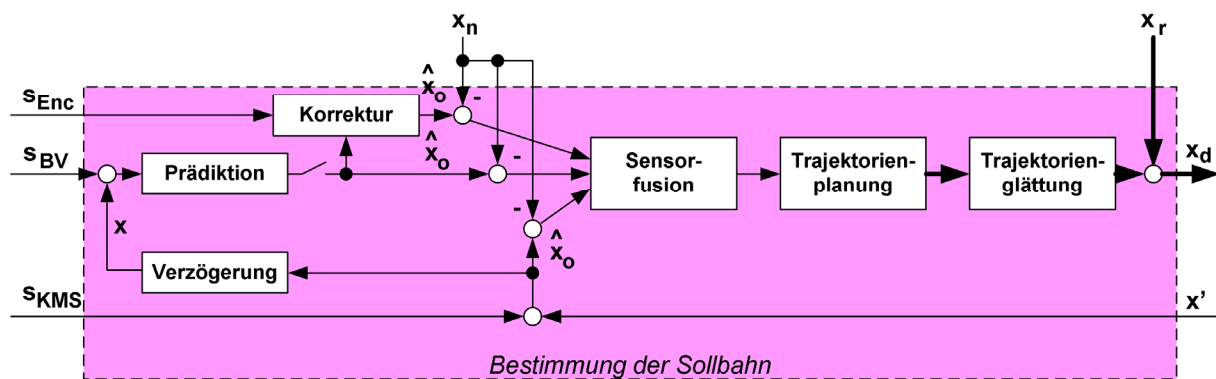 x_n
x_r
s_Enc
Korrektur
x̂_o
-
s_BV
Prädiktion
x̂_o
-
Sensor-
fusion
Trajektorien-
planung
Trajektorien-
glättung
x_d
x
-
x̂_o
Verzögerung
s_KMS
x'
Bestimmung der Sollbahn